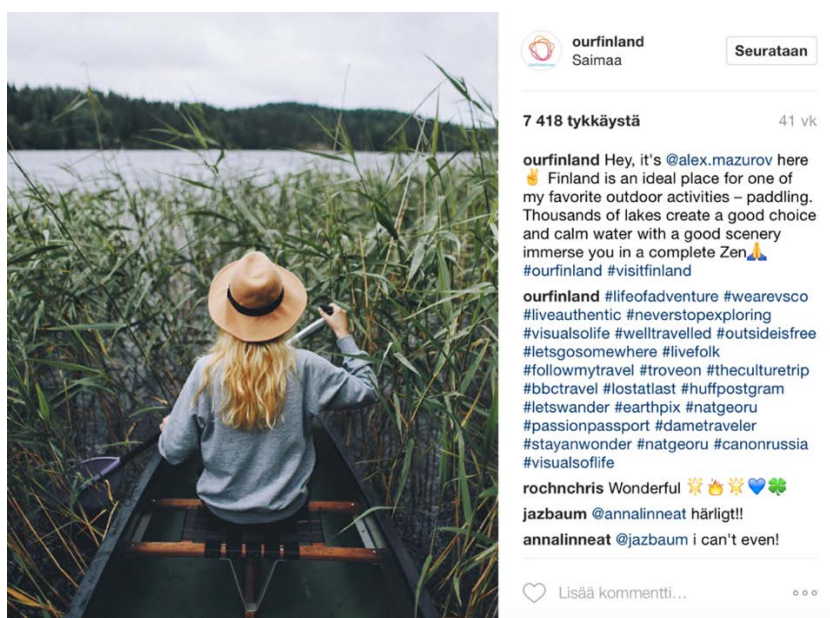 ourfinland
Saimaa
Seurataan
7 418 tykkäystä
41 vk
ourfinland Hey, it's @alex.mazurov here
✌ Finland is an ideal place for one of
my favorite outdoor activities – paddling.
Thousands of lakes create a good choice
and calm water with a good scenery
immerse you in a complete Zen🙏
#ourfinland #visitfinland
ourfinland #lifeofadventure #wearevsco
#liveauthentic #neverstopexploring
#visualsolife #welltravelled #outsideisfree
#letsgosomewhere #livefolk
#followmytravel #troveon #theculturetrip
#bbctravel #lostatlast #huffpostgram
#letswander #earthpix #natgeoru
#passionpassport #dametraveler
#stayanwonder #natgeoru #canonrussia
#visualsoflife
rochnchris Wonderful 🌟🔥🌟💙🍀
jazbaum @annalinneat härligt!!
annalinneat @jazbaum i can't even!
Lisää kommentti…